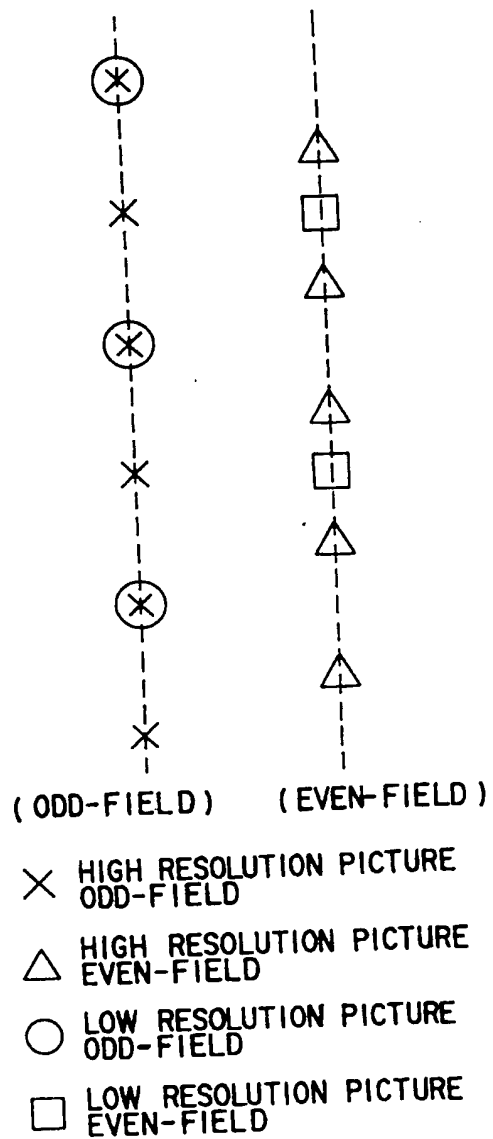 (ODD-FIELD) (EVEN-FIELD)
HIGH RESOLUTION PICTURE
ODD-FIELD
HIGH RESOLUTION PICTURE
EVEN-FIELD
LOW RESOLUTION PICTURE
ODD-FIELD
LOW RESOLUTION PICTURE
EVEN-FIELD